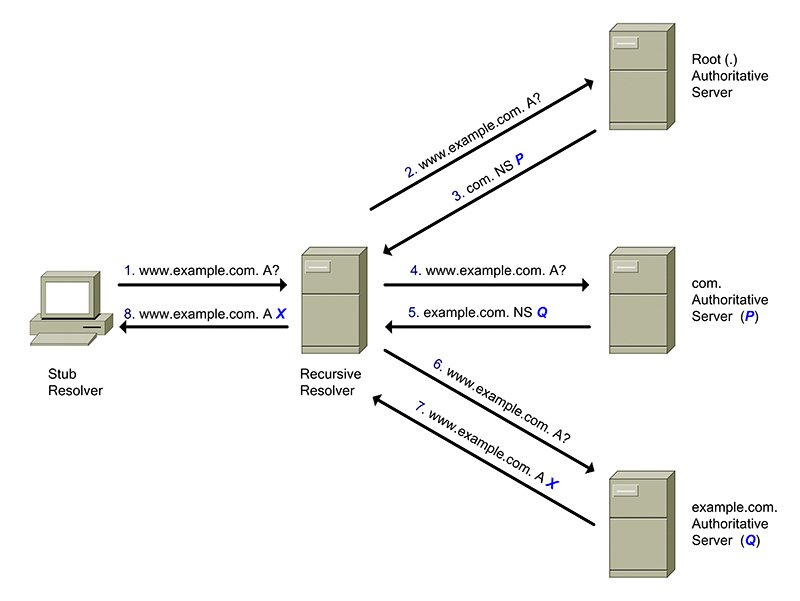 Root (.)
Authoritative
Server
2. www.example.com. A?
3. com. NS P
1. www.example.com. A?
8. www.example.com. A X
4. www.example.com. A?
5. example.com. NS Q
com.
Authoritative
Server (P)
Stub
Resolver
Recursive
Resolver
6. www.example.com. A?
7. www.example.com. A X
example.com.
Authoritative
Server (Q)